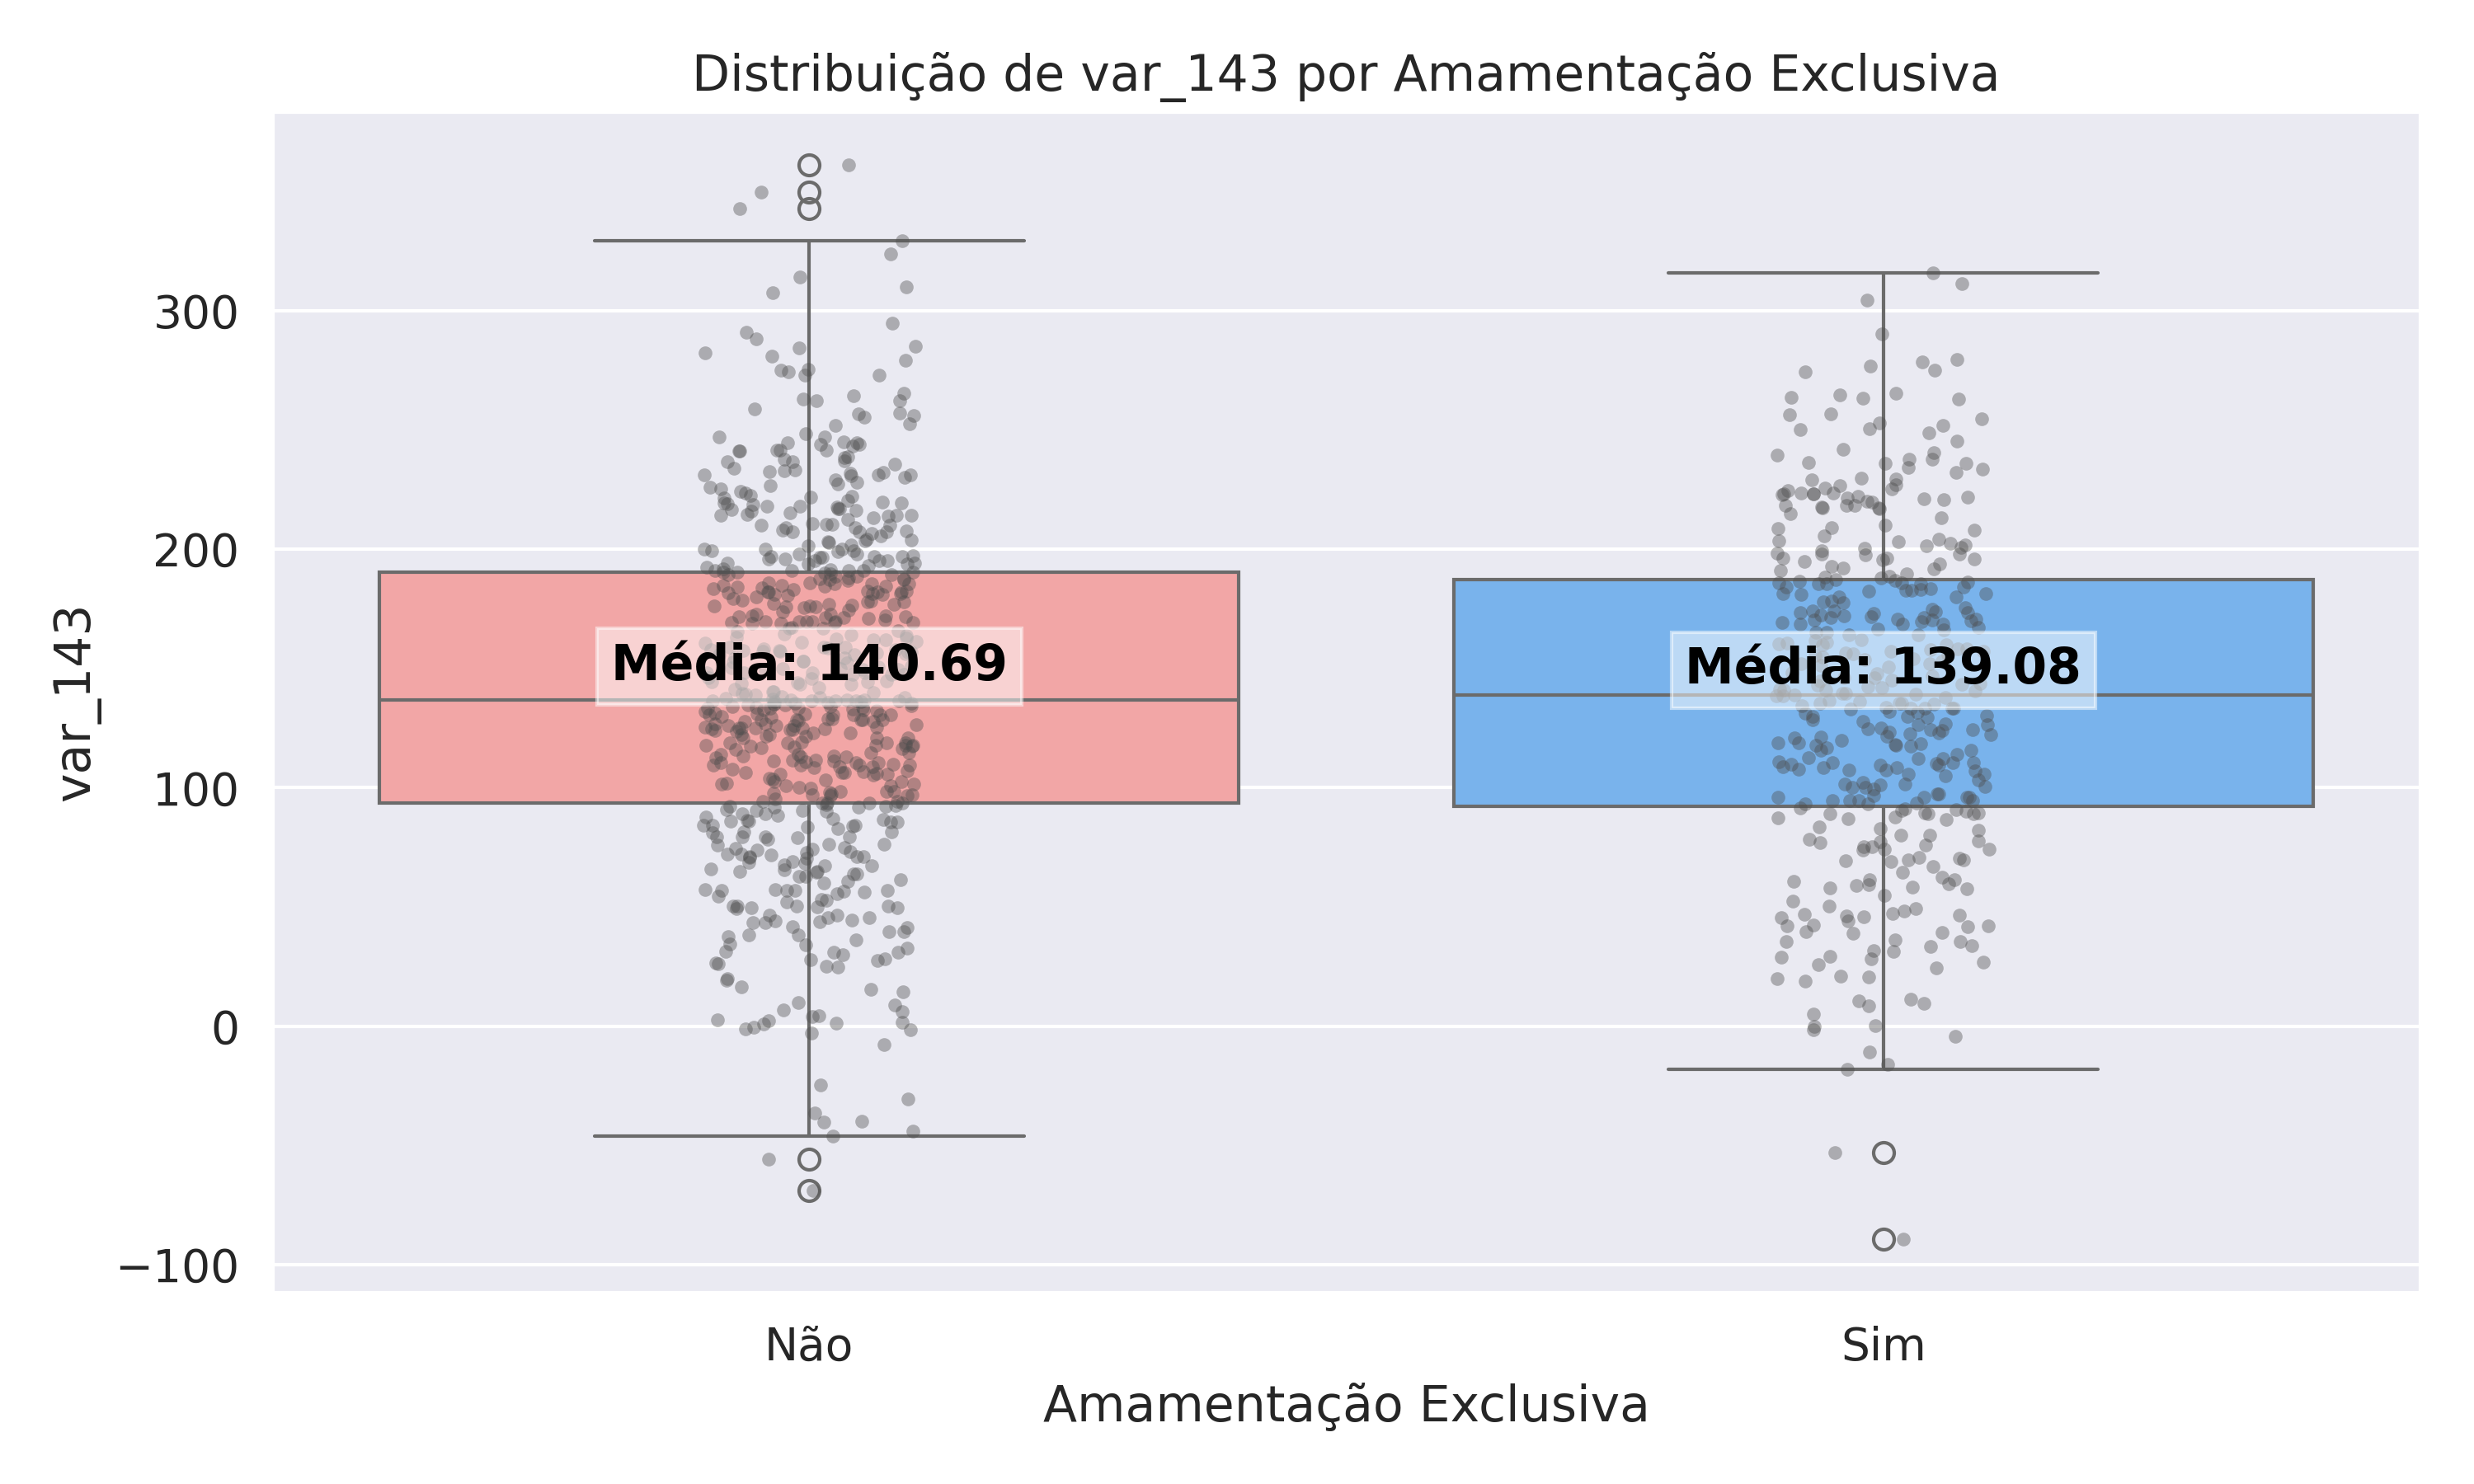 Distribuição de var_143 por Amamentação Exclusiva
var_143
300
200
100
0
−100
Média: 140.69
Média: 139.08
Não
Sim
Amamentação Exclusiva